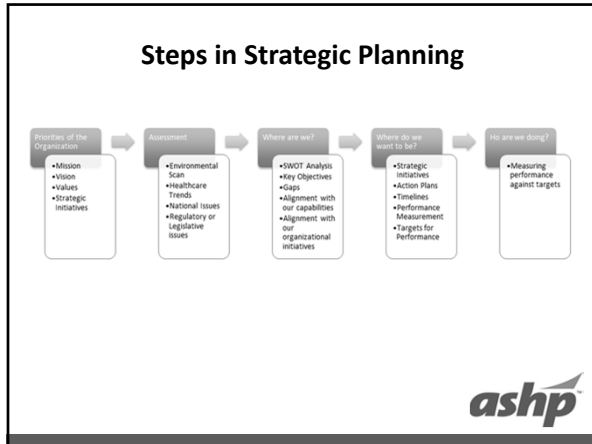 Steps in Strategic Planning
Priorities of the
Organization
•Mission
•Vision
•Values
•Strategic
Initiatives
Assessment
•Environmental
Scan
•Healthcare
Trends
•National Issues
•Regulatory or
Legislative
issues
Where are we?
•SWOT Analysis
•Key Objectives
•Gaps
•Alignment with
our capabilities
•Alignment with
our
organizational
initiatives
Where do we
want to be?
•Strategic
Initiatives
•Action Plans
•Timelines
•Performance
Measurement
•Targets for
Performance
Ho are we doing?
•Measuring
performance
against targets
ashp